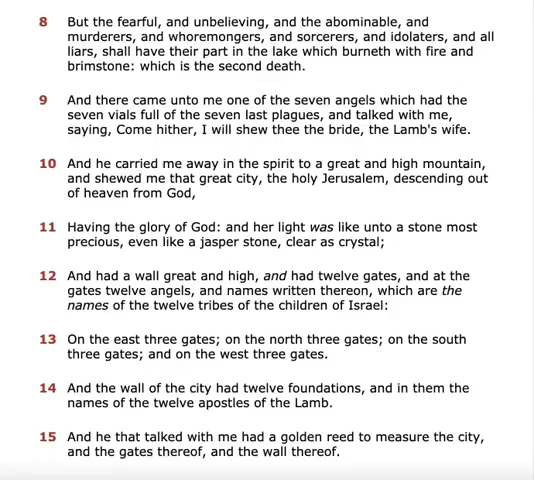 8 But the fearful, and unbelieving, and the abominable, and
murderers, and whoremongers, and sorcerers, and idolaters, and all
liars, shall have their part in the lake which burneth with fire and
brimstone: which is the second death.
9 And there came unto me one of the seven angels which had the
seven vials full of the seven last plagues, and talked with me,
saying, Come hither, I will shew thee the bride, the Lamb's wife.
10 And he carried me away in the spirit to a great and high mountain,
and shewed me that great city, the holy Jerusalem, descending out
of heaven from God,
11 Having the glory of God: and her light was like unto a stone most
precious, even like a jasper stone, clear as crystal;
12 And had a wall great and high, and had twelve gates, and at the
gates twelve angels, and names written thereon, which are the
names of the twelve tribes of the children of Israel:
13 On the east three gates; on the north three gates; on the south
three gates; and on the west three gates.
14 And the wall of the city had twelve foundations, and in them the
names of the twelve apostles of the Lamb.
15 And he that talked with me had a golden reed to measure the city,
and the gates thereof, and the wall thereof.